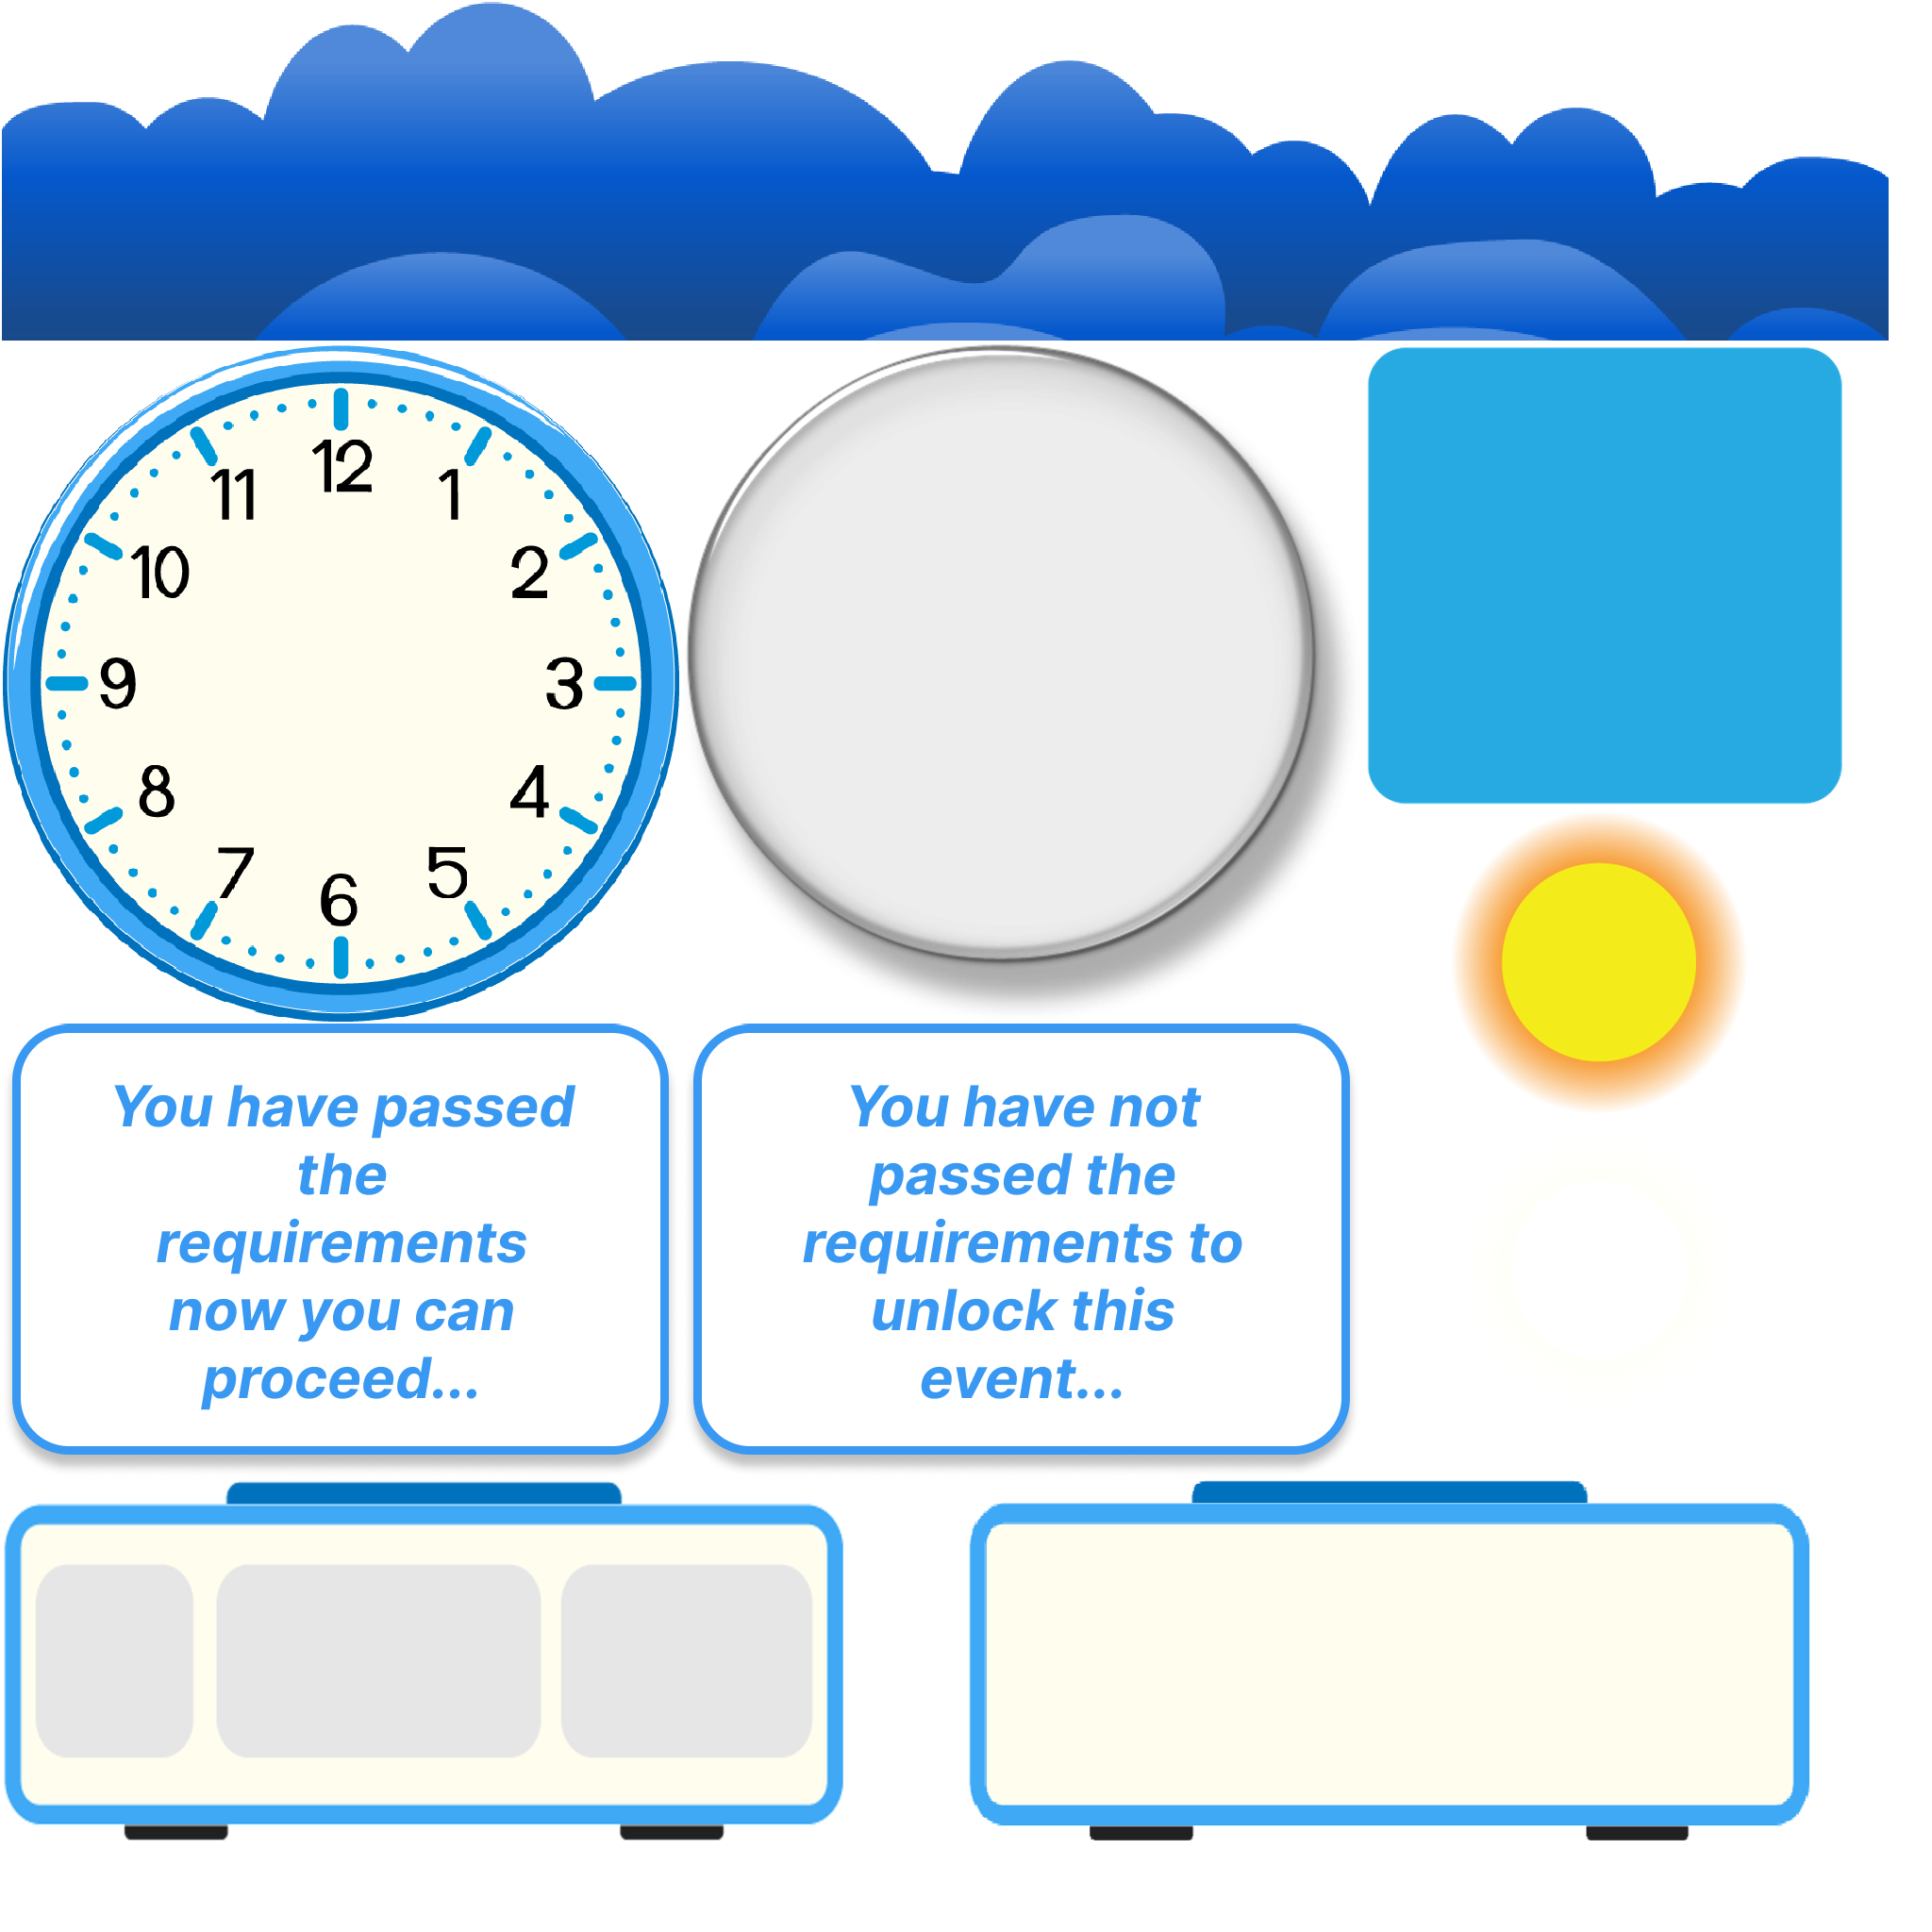 12
11
1
10
2
9
3
8
4
7
5
6
You have passed
the
requirements
now you can
proceed...
You have not
passed the
requirements to
unlock this
event...